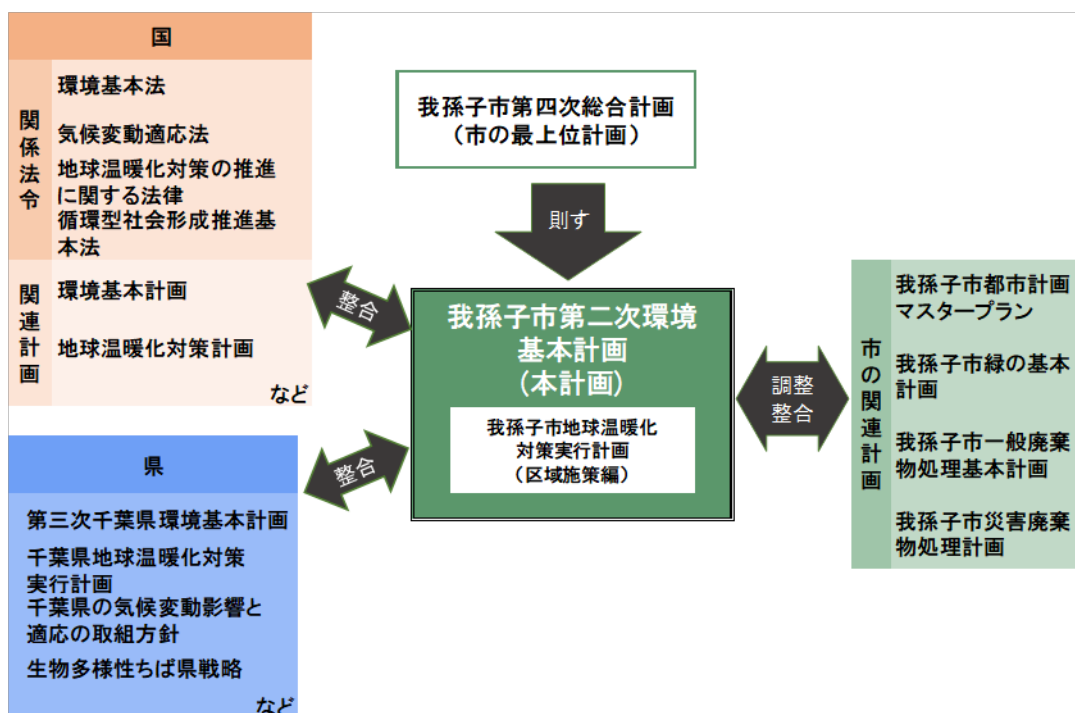 国
関係法令
環境基本法
気候変動適応法
地球温暖化対策の推進
に関する法律
循環型社会形成推進基
本法
関連計画
環境基本計画
地球温暖化対策計画
など
県
第三次千葉県環境基本計画
千葉県地球温暖化対策
実行計画
千葉県の気候変動影響と
適応の取組方針
生物多様性ちば県戦略
など
我孫子市第四次総合計画
（市の最上位計画）
則す
整合
整合
我孫子市第二次環境
基本計画
(本計画)
我孫子市地球温暖化
対策実行計画
（区域施策編）
調整
整合
市の関連計画
我孫子市都市計画
マスタープラン
我孫子市緑の基本
計画
我孫子市一般廃棄
物処理基本計画
我孫子市災害廃棄
物処理計画